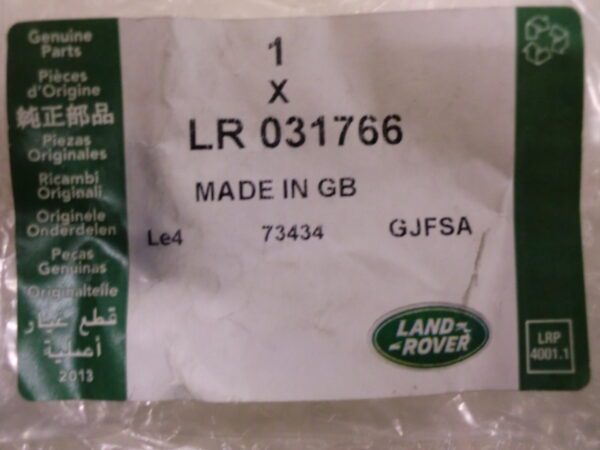 Genuine
Parts
Pièces
d'Origine
純正部品
Piezas
Originales
Ricambi
Originali
Originele
Onderdelen
Peças
Genuinas
Originalteile
قطع غيار
أصلية
2013
1
X
LR 031766
MADE IN GB
Le4 73434 GJFSA
LAND
ROVER
LRP
4001.1